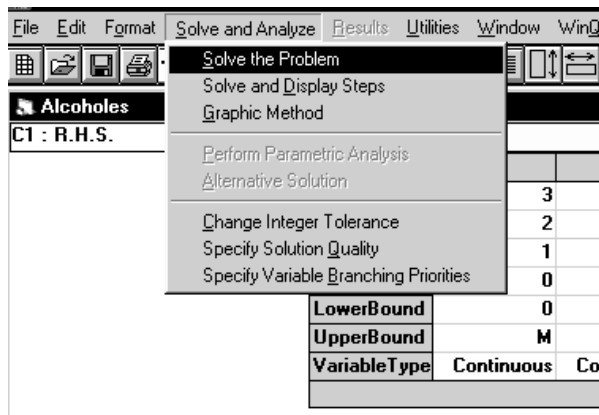 File Edit Format Solve and Analyze Results Utilities Window WinQ
Solve the Problem
Solve and Display Steps
Graphic Method
Alcoholes
C1 : R.H.S.
Perform Parametric Analysis
Alternative Solution
3
Change Integer Tolerance
2
Specify Solution Quality
1
Specify Variable Branching Priorities
0
LowerBound 0
UpperBound M
VariableType Continuous Co